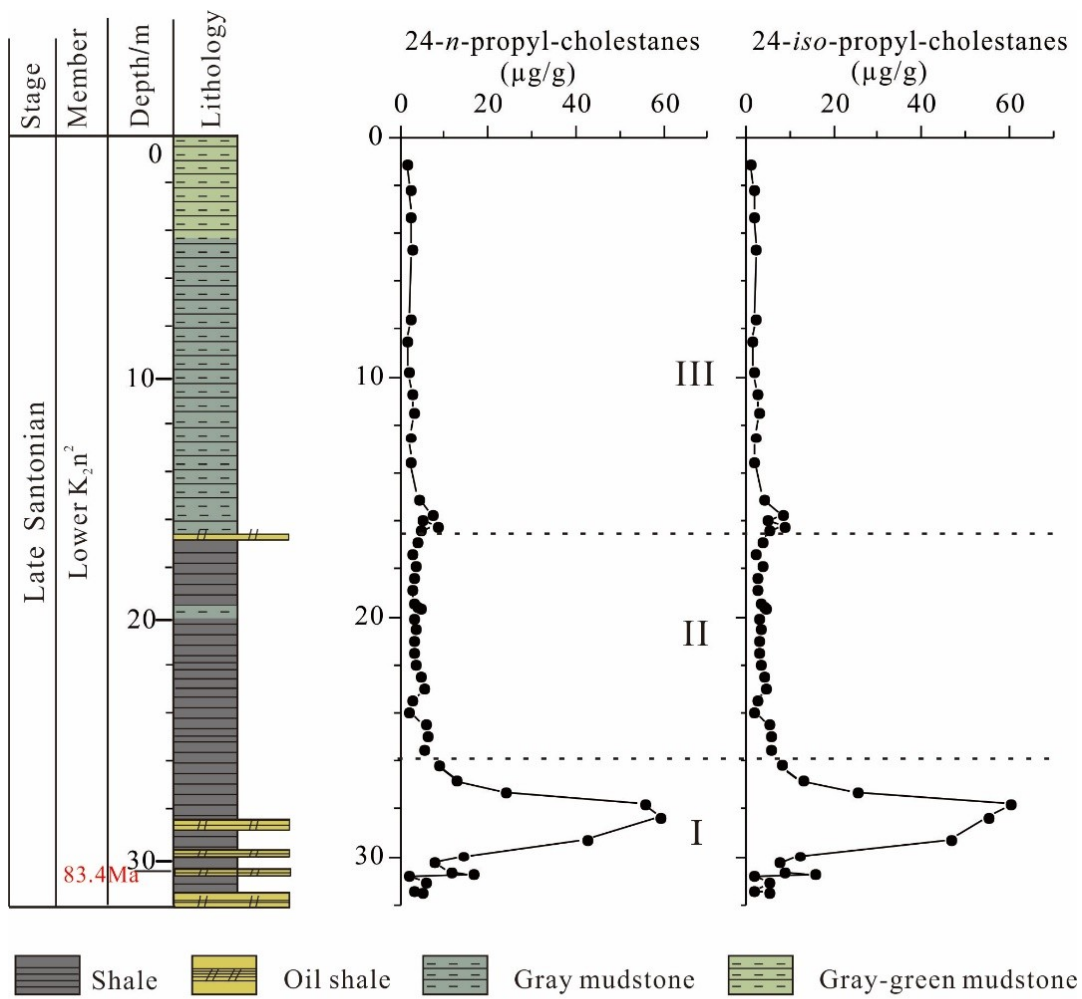 Stage
Member
Depth/m
Lithology
24-n-propyl-cholestanes
(μg/g)
0 20 40 60
24-iso-propyl-cholestanes
(μg/g)
0 20 40 60
Late Santonian
Lower K₂n²
0
10
20
30
83.4Ma
0
10
20
30
III
II
I
Shale
Oil shale
Gray mudstone
Gray-green mudstone